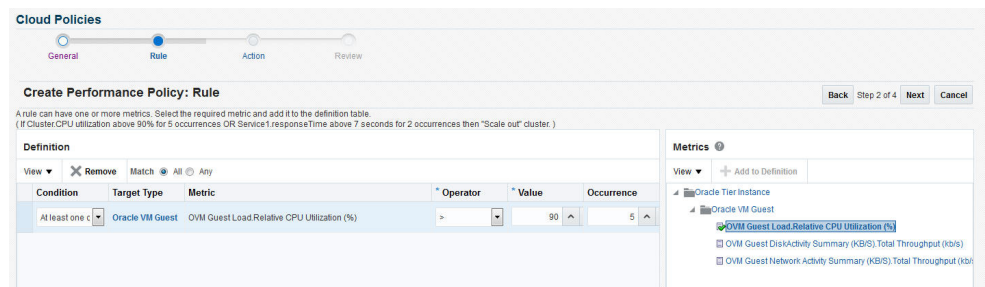 Cloud Policies
General Rule Action Review
Create Performance Policy: Rule
Back Step 2 of 4 Next Cancel
A rule can have one or more metrics. Select the required metric and add it to the definition table.
( If Cluster.CPU utilization above 90% for 5 occurrences OR Service1.responseTime above 7 seconds for 2 occurrences then "Scale out" cluster. )
Definition
View Remove Match All Any
Condition Target Type Metric * Operator * Value Occurrence
At least one c Oracle VM Guest OVM Guest Load.Relative CPU Utilization (%) > 90 5
Metrics
View Add to Definition
Oracle Tier Instance
Oracle VM Guest
OVM Guest Load.Relative CPU Utilization (%)
OVM Guest DiskActivity Summary (KB/S).Total Throughput (kb/s)
OVM Guest Network Activity Summary (KB/S).Total Throughput (kb/